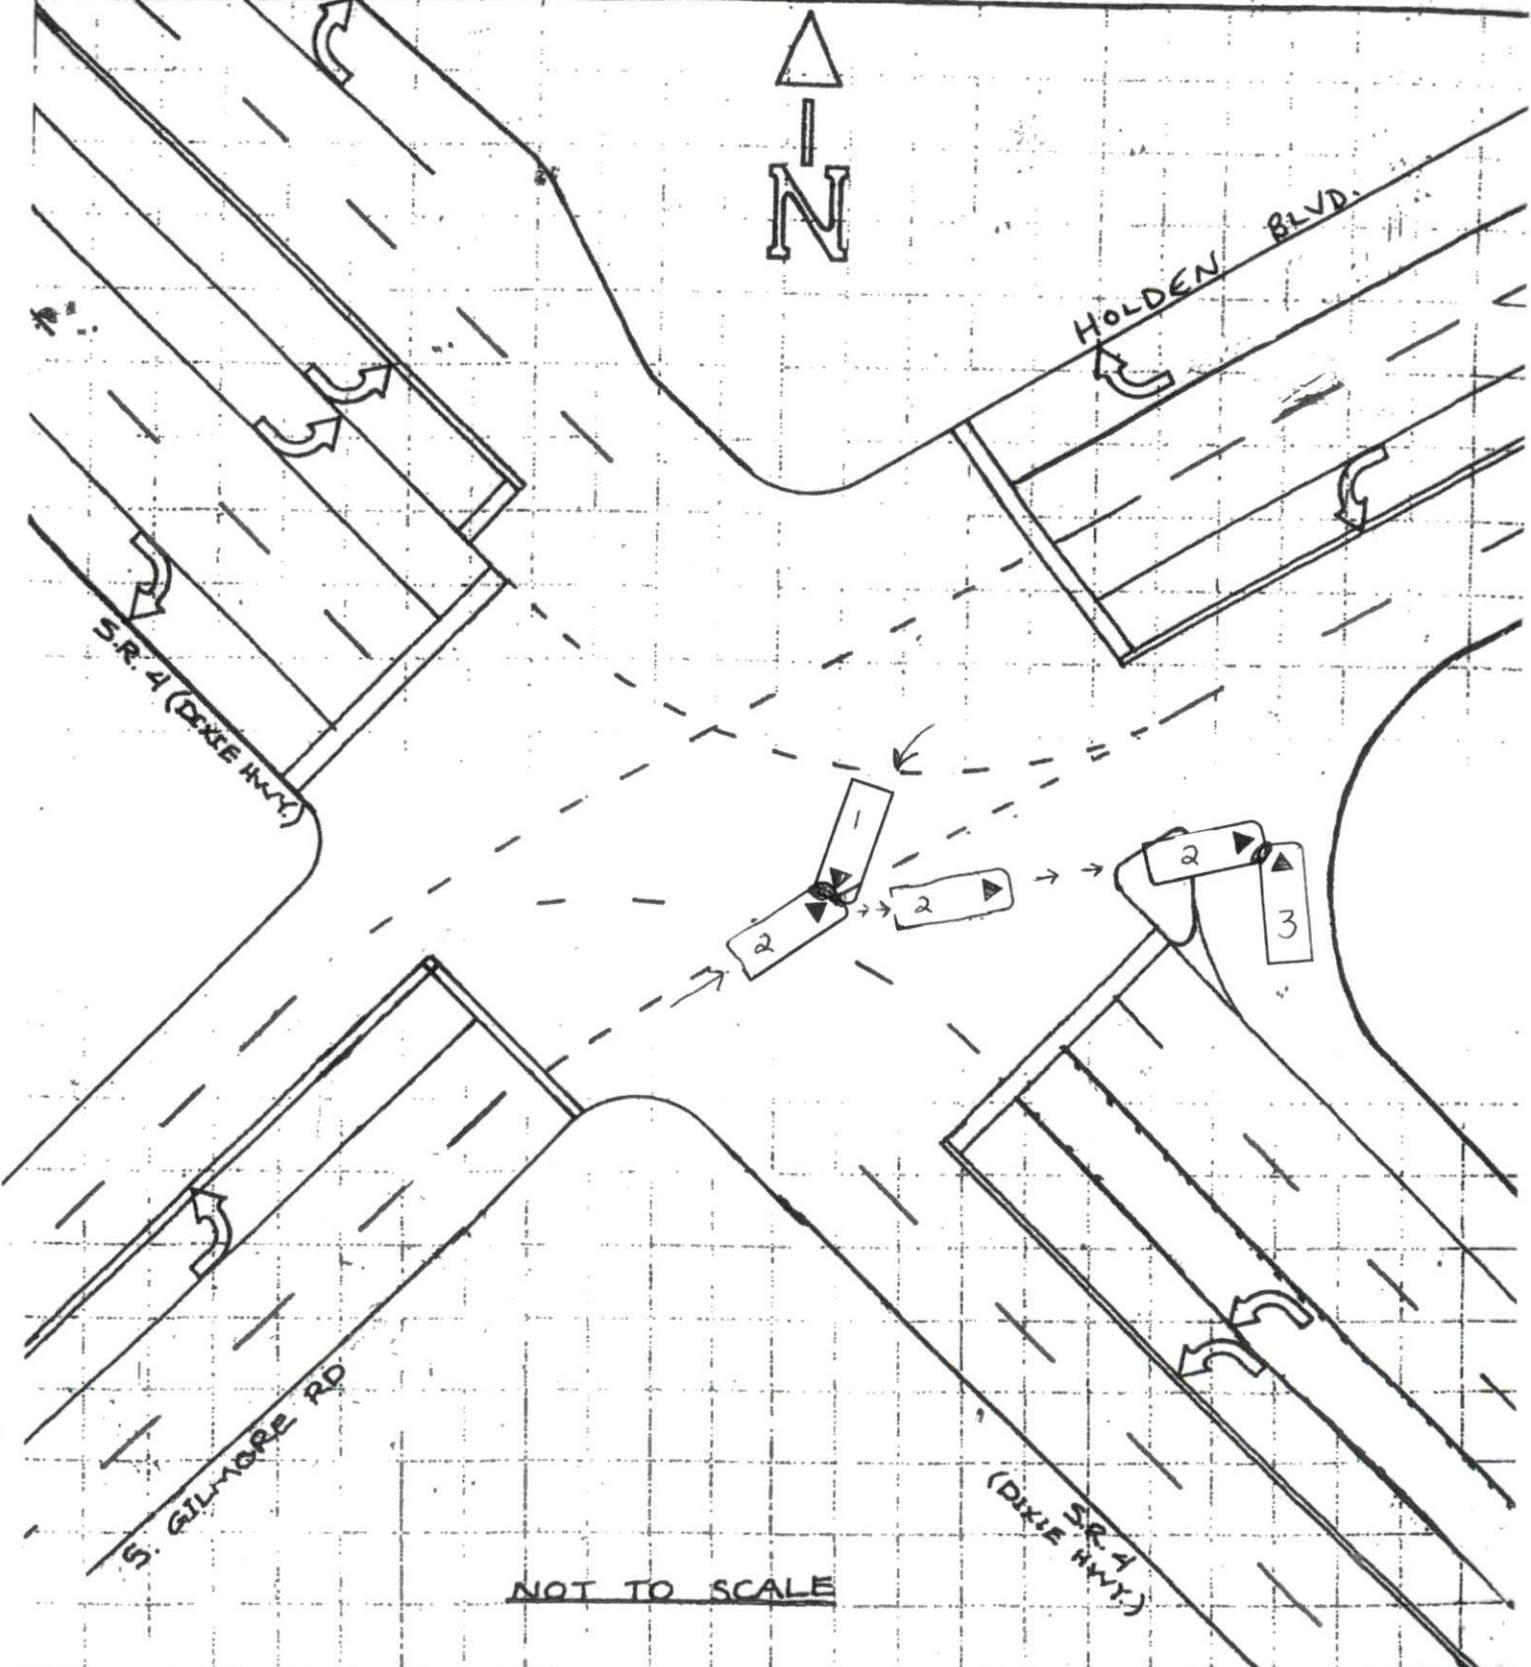 N
HOLDEN BLVD.
S.R. 4 (DIXIE HWY.)
1
2
2
2
3
S. GILMORE RD
S.R. 4
(DIXIE HWY.)
NOT TO SCALE